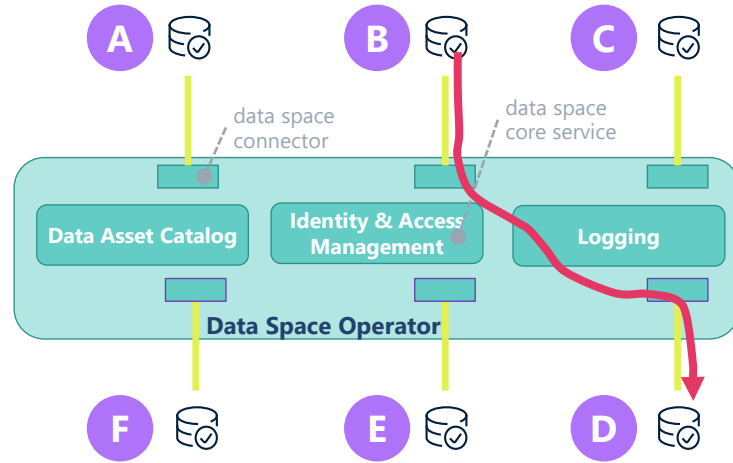 A
B
C
data space
connector
data space
core service
Data Asset Catalog
Identity & Access
Management
Logging
Data Space Operator
F
E
D